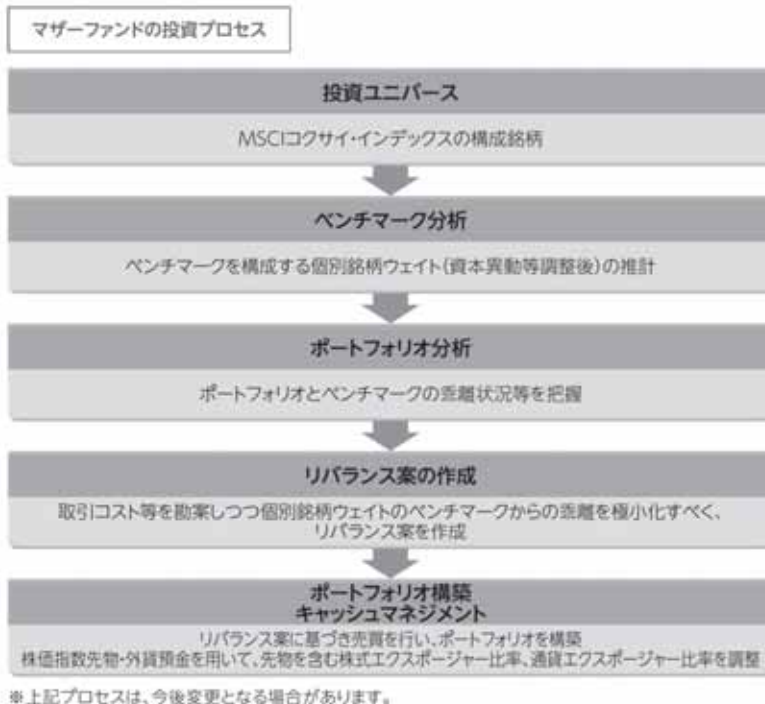 マザーファンドの投資プロセス
投資ユニバース
MSCIコクサイ・インデックスの構成銘柄
ベンチマーク分析
ベンチマークを構成する個別銘柄ウェイト(資本異動等調整後)の推計
ポートフォリオ分析
ポートフォリオとベンチマークの乖離状況等を把握
リバランス案の作成
取引コスト等を勘案しつつ個別銘柄ウェイトのベンチマークからの乖離を極小化すべく、
リバランス案を作成
ポートフォリオ構築
キャッシュマネジメント
リバランス案に基づき売買を行い、ポートフォリオを構築
株価指数先物・外貨預金を用いて、先物を含む株式エクスポージャー比率、通貨エクスポージャー比率を調整
※上記プロセスは、今後変更となる場合があります。